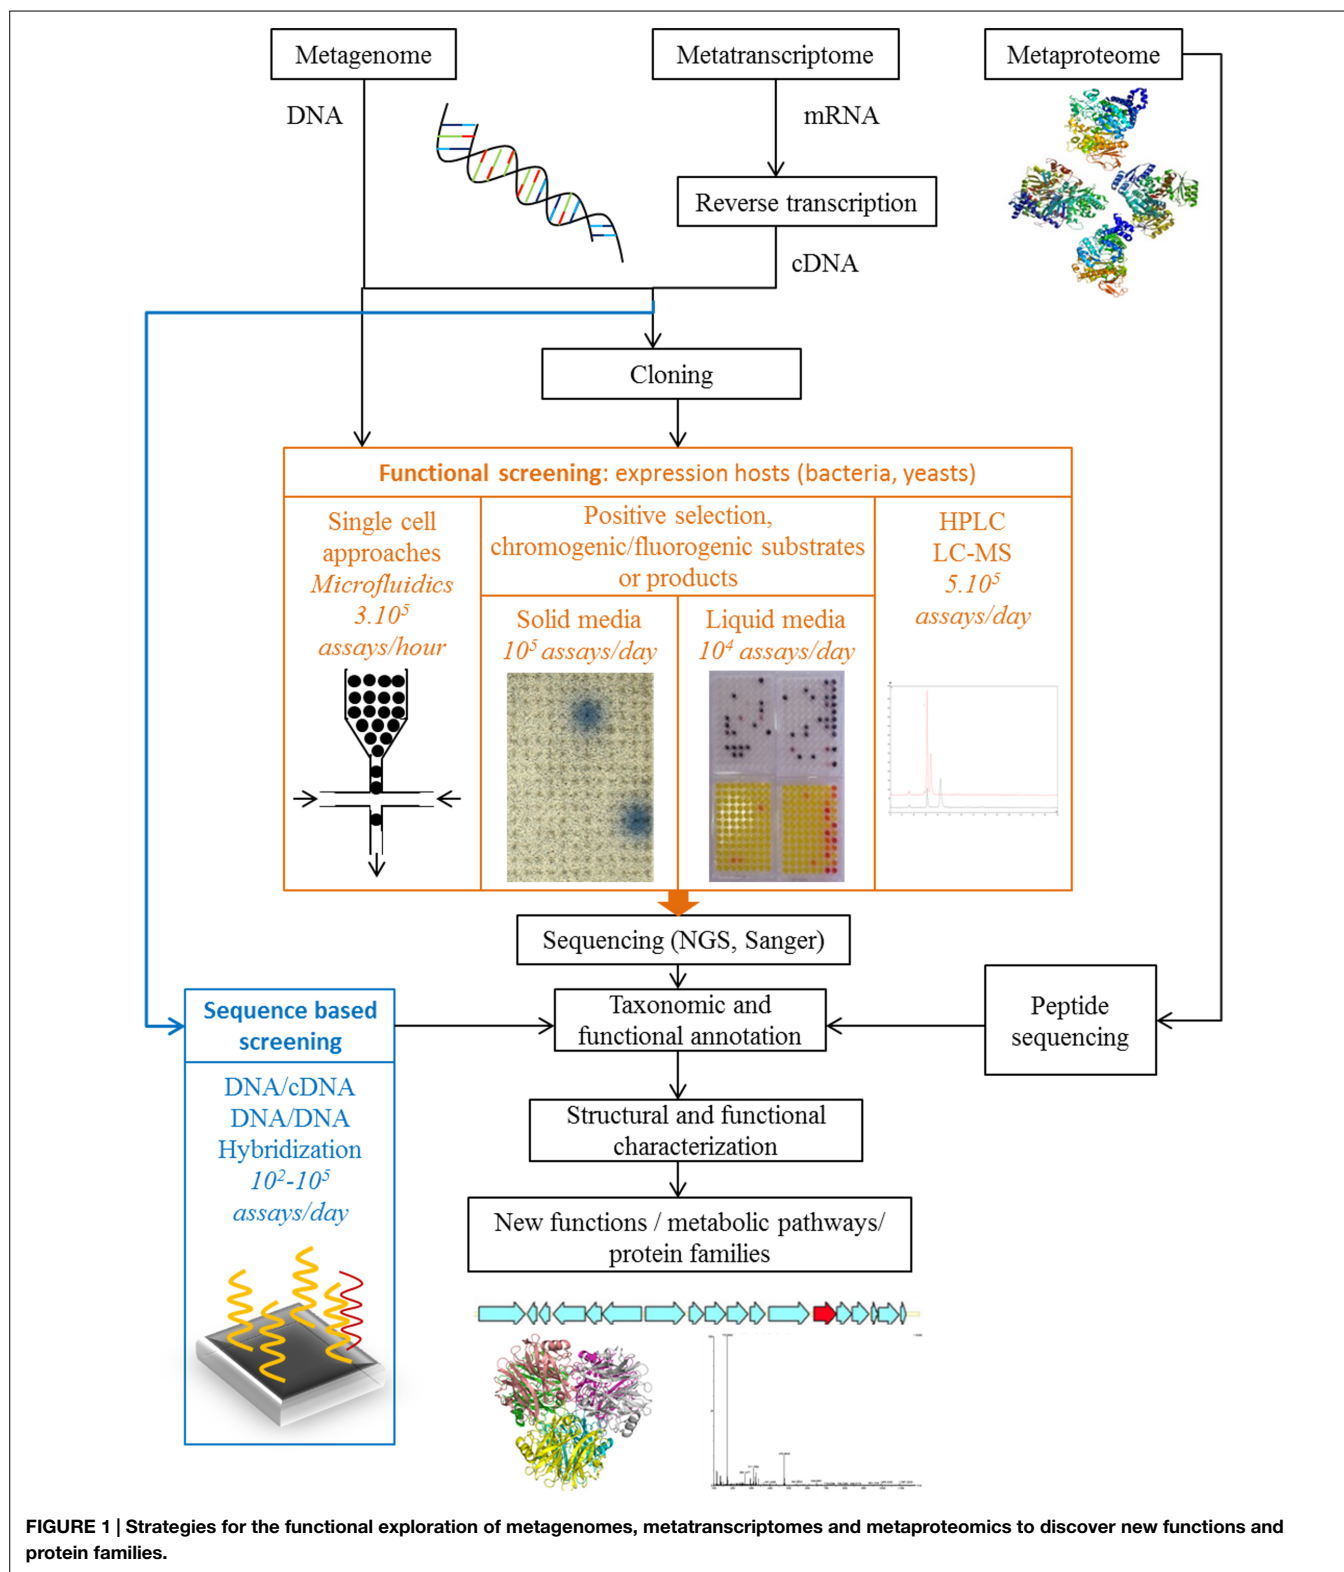 Metagenome
Metatranscriptome
Metaproteome
DNA
mRNA
Reverse transcription
cDNA
Cloning
Functional screening: expression hosts (bacteria, yeasts)
Single cell
approaches
Microfluidics
3.10⁵
assays/hour
Positive selection,
chromogenic/fluorogenic substrates
or products
Solid media
10⁵ assays/day
Liquid media
10⁴ assays/day
HPLC
LC-MS
5.10⁵
assays/day
Sequencing (NGS, Sanger)
Sequence based
screening
DNA/cDNA
DNA/DNA
Hybridization
10²-10⁵
assays/day
Taxonomic and
functional annotation
Peptide
sequencing
Structural and functional
characterization
New functions / metabolic pathways/
protein families
FIGURE 1 | Strategies for the functional exploration of metagenomes, metatranscriptomes and metaproteomics to discover new functions and
protein families.